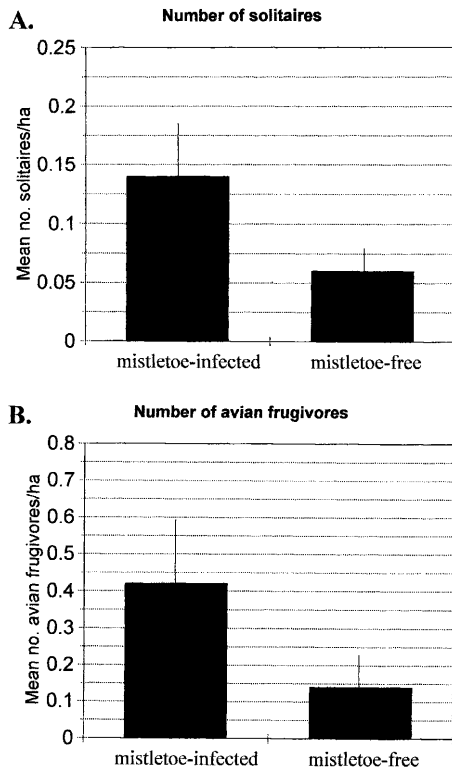 A.
Number of solitaires
Mean no. solitaires/ha
0.25
0.2
0.15
0.1
0.05
0
mistletoe-infected mistletoe-free
B.
Number of avian frugivores
Mean no. avian frugivores/ha
0.8
0.7
0.6
0.5
0.4
0.3
0.2
0.1
0
mistletoe-infected mistletoe-free